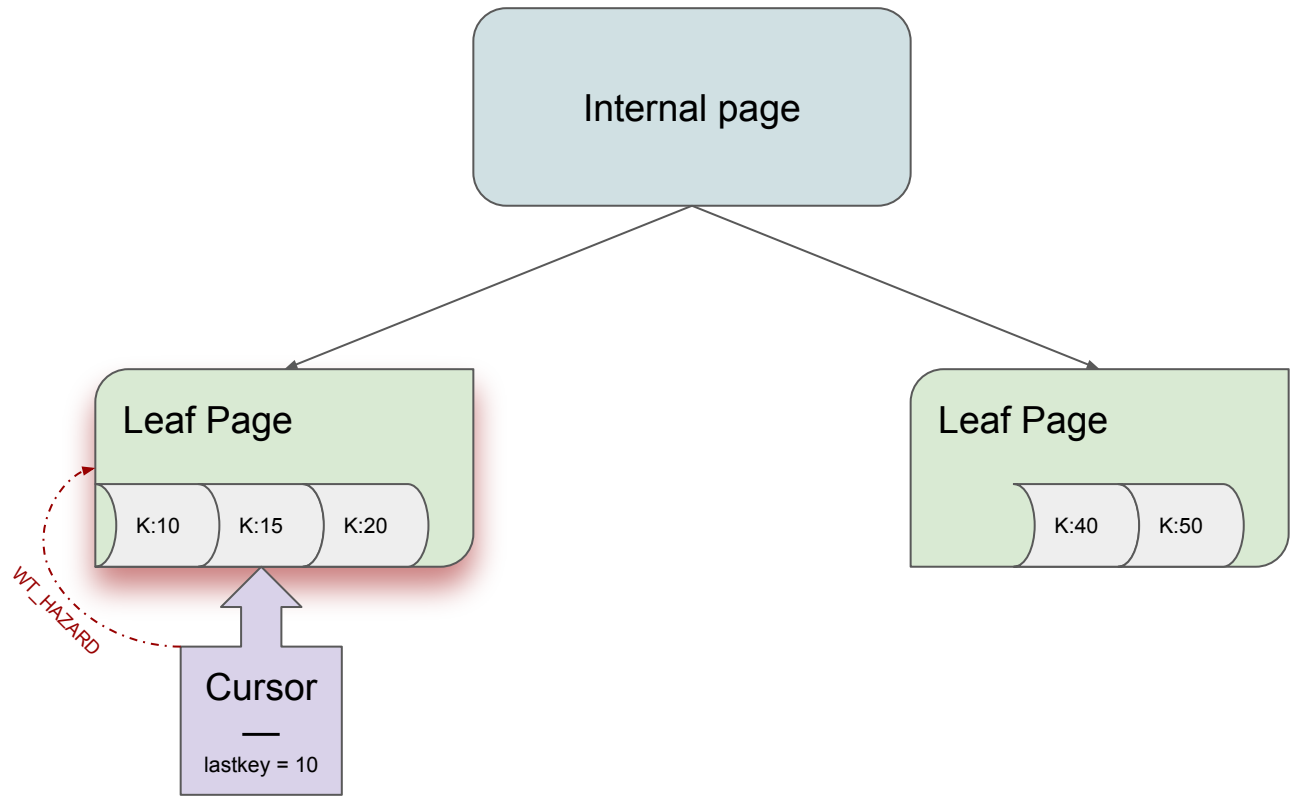 Internal page
Leaf Page
Leaf Page
K:10
K:15
K:20
K:40
K:50
WT_HAZARD
Cursor
—
lastkey = 10